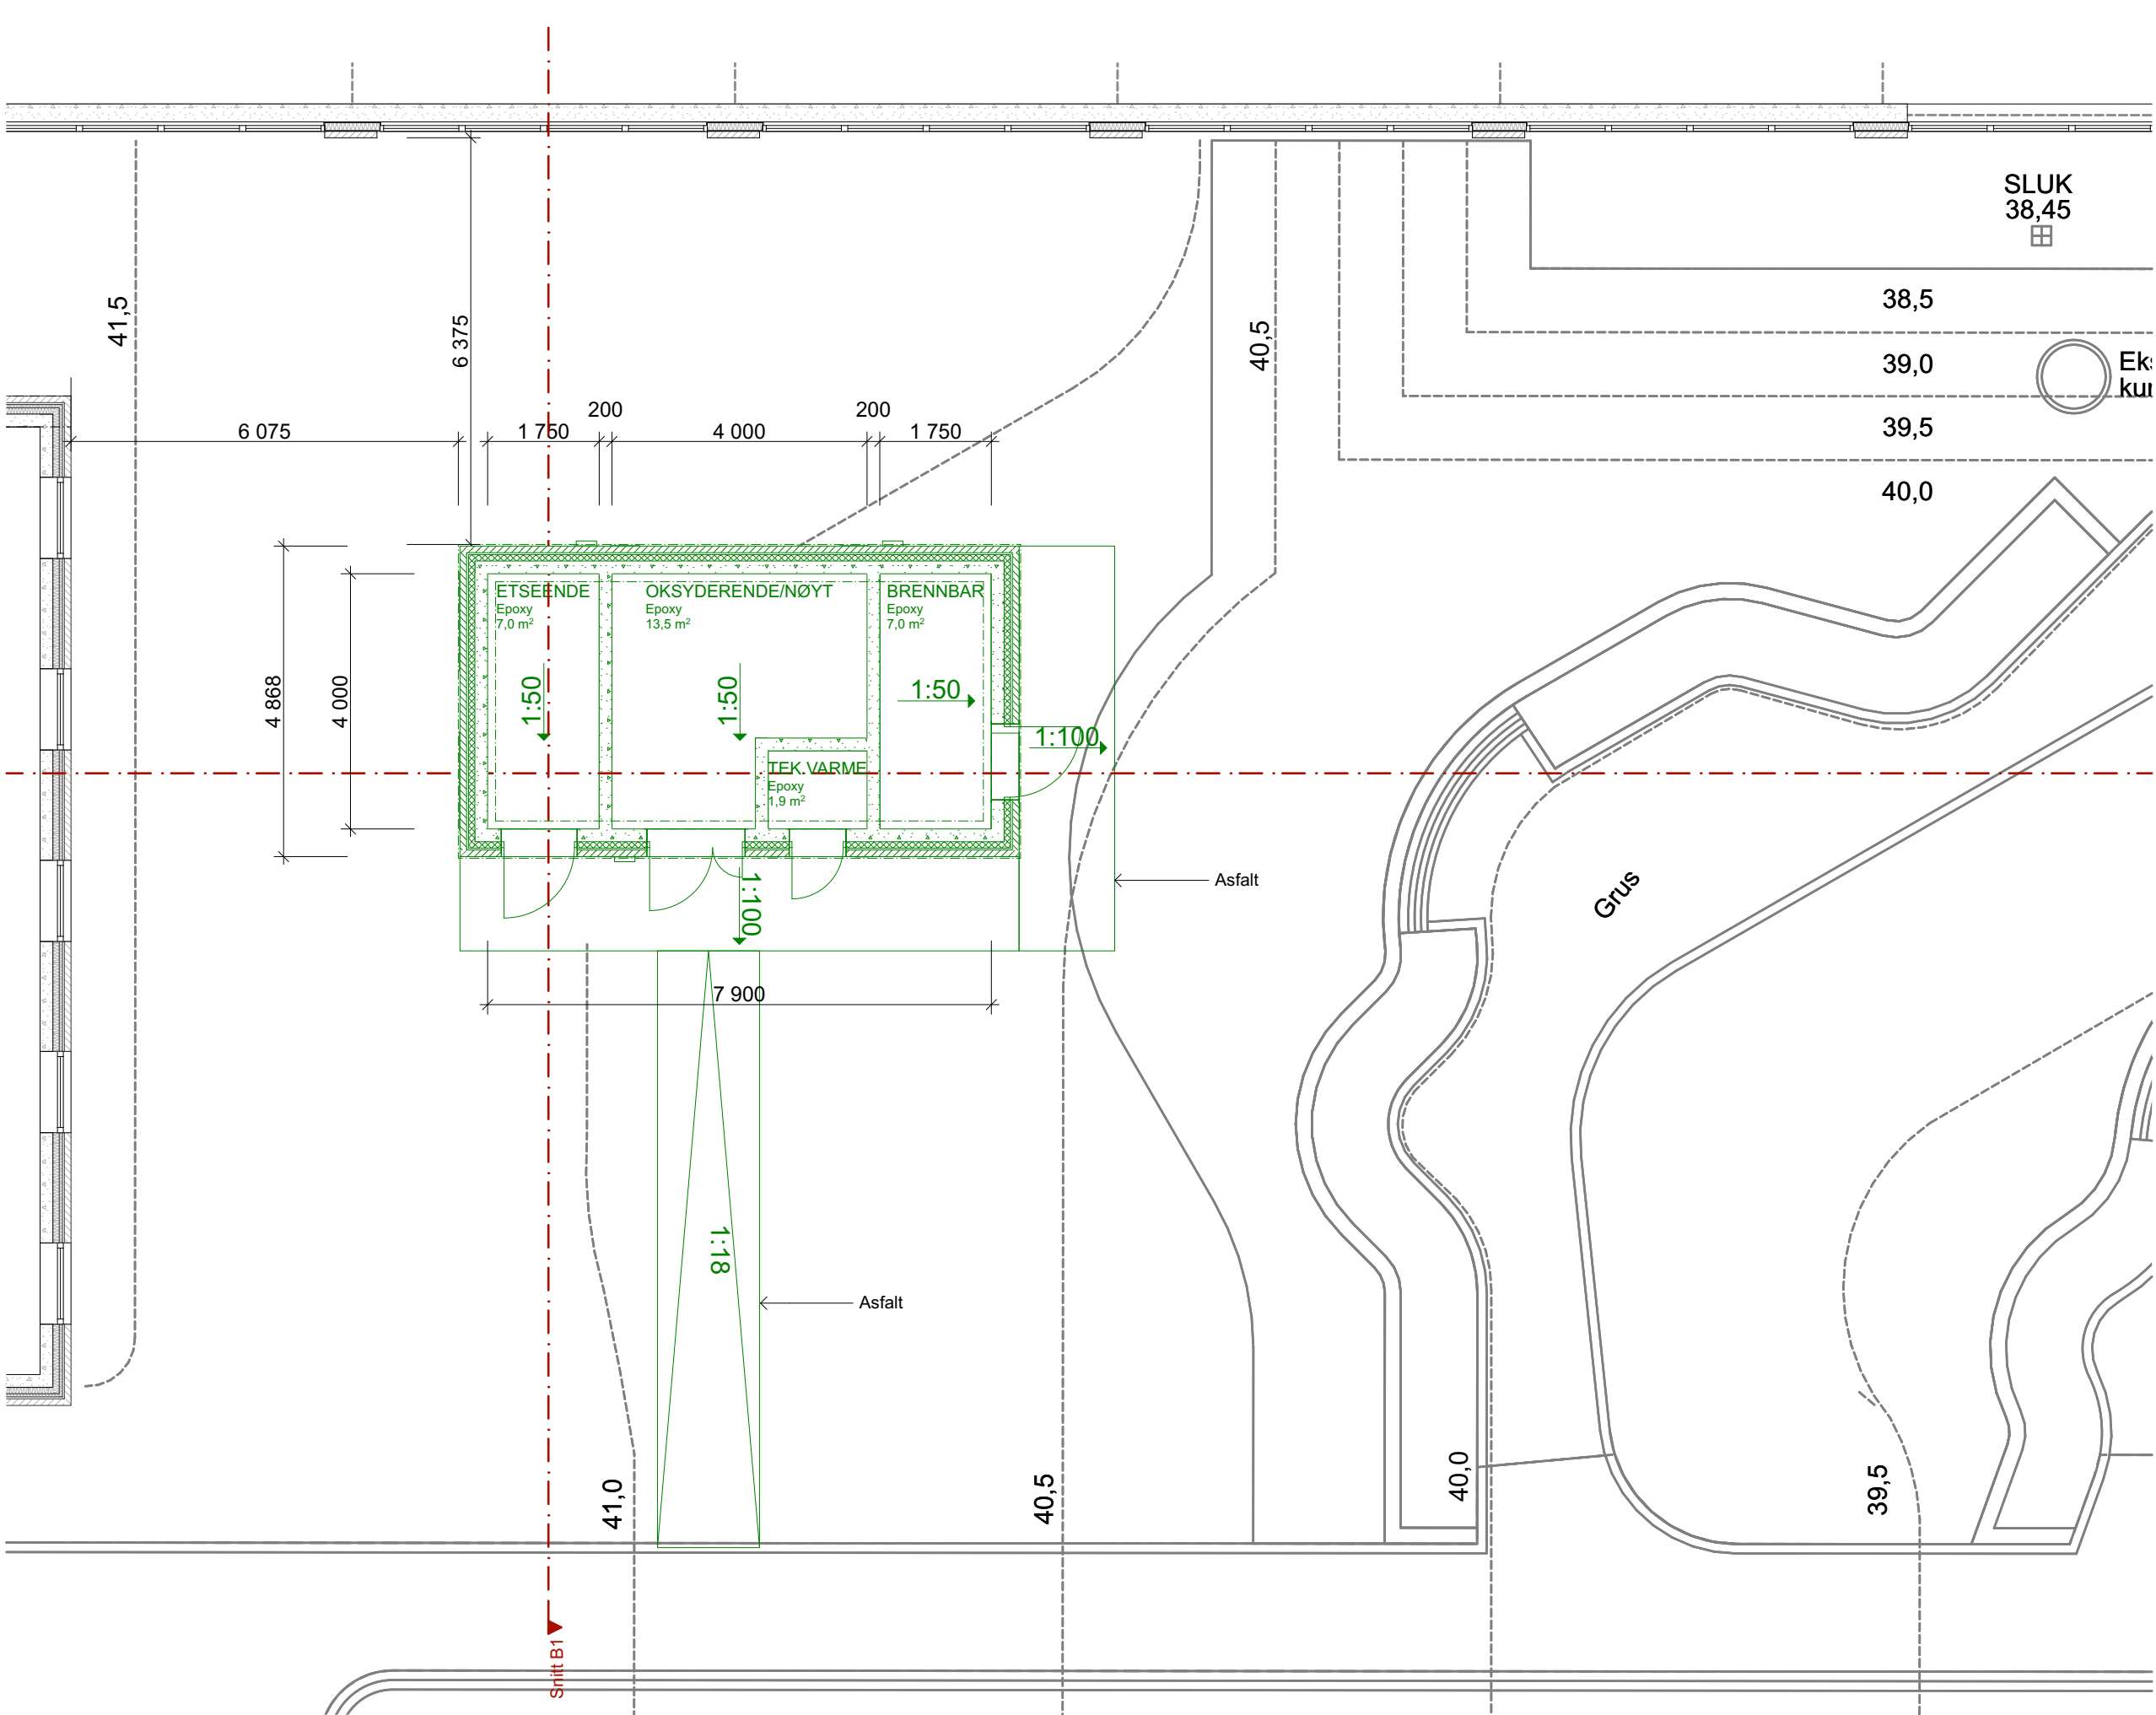 SLUK
38,45
41,5
6 375
40,5
38,5
39,0
39,5
40,0
200
200
6 075
1 750
4 000
1 750
ETSEENDE
Epoxy
7,0 m²
OKSYDERENDE/NØYT
Epoxy
13,5 m²
BRENNBAR
Epoxy
7,0 m²
4 868
4 000
1:50
1:50
1:50
1:100
TEK.VARME
Epoxy
1,9 m²
1:100
Asfalt
Grus
7 900
1:18
Asfalt
41,0
40,5
40,0
39,5
Snitt B1